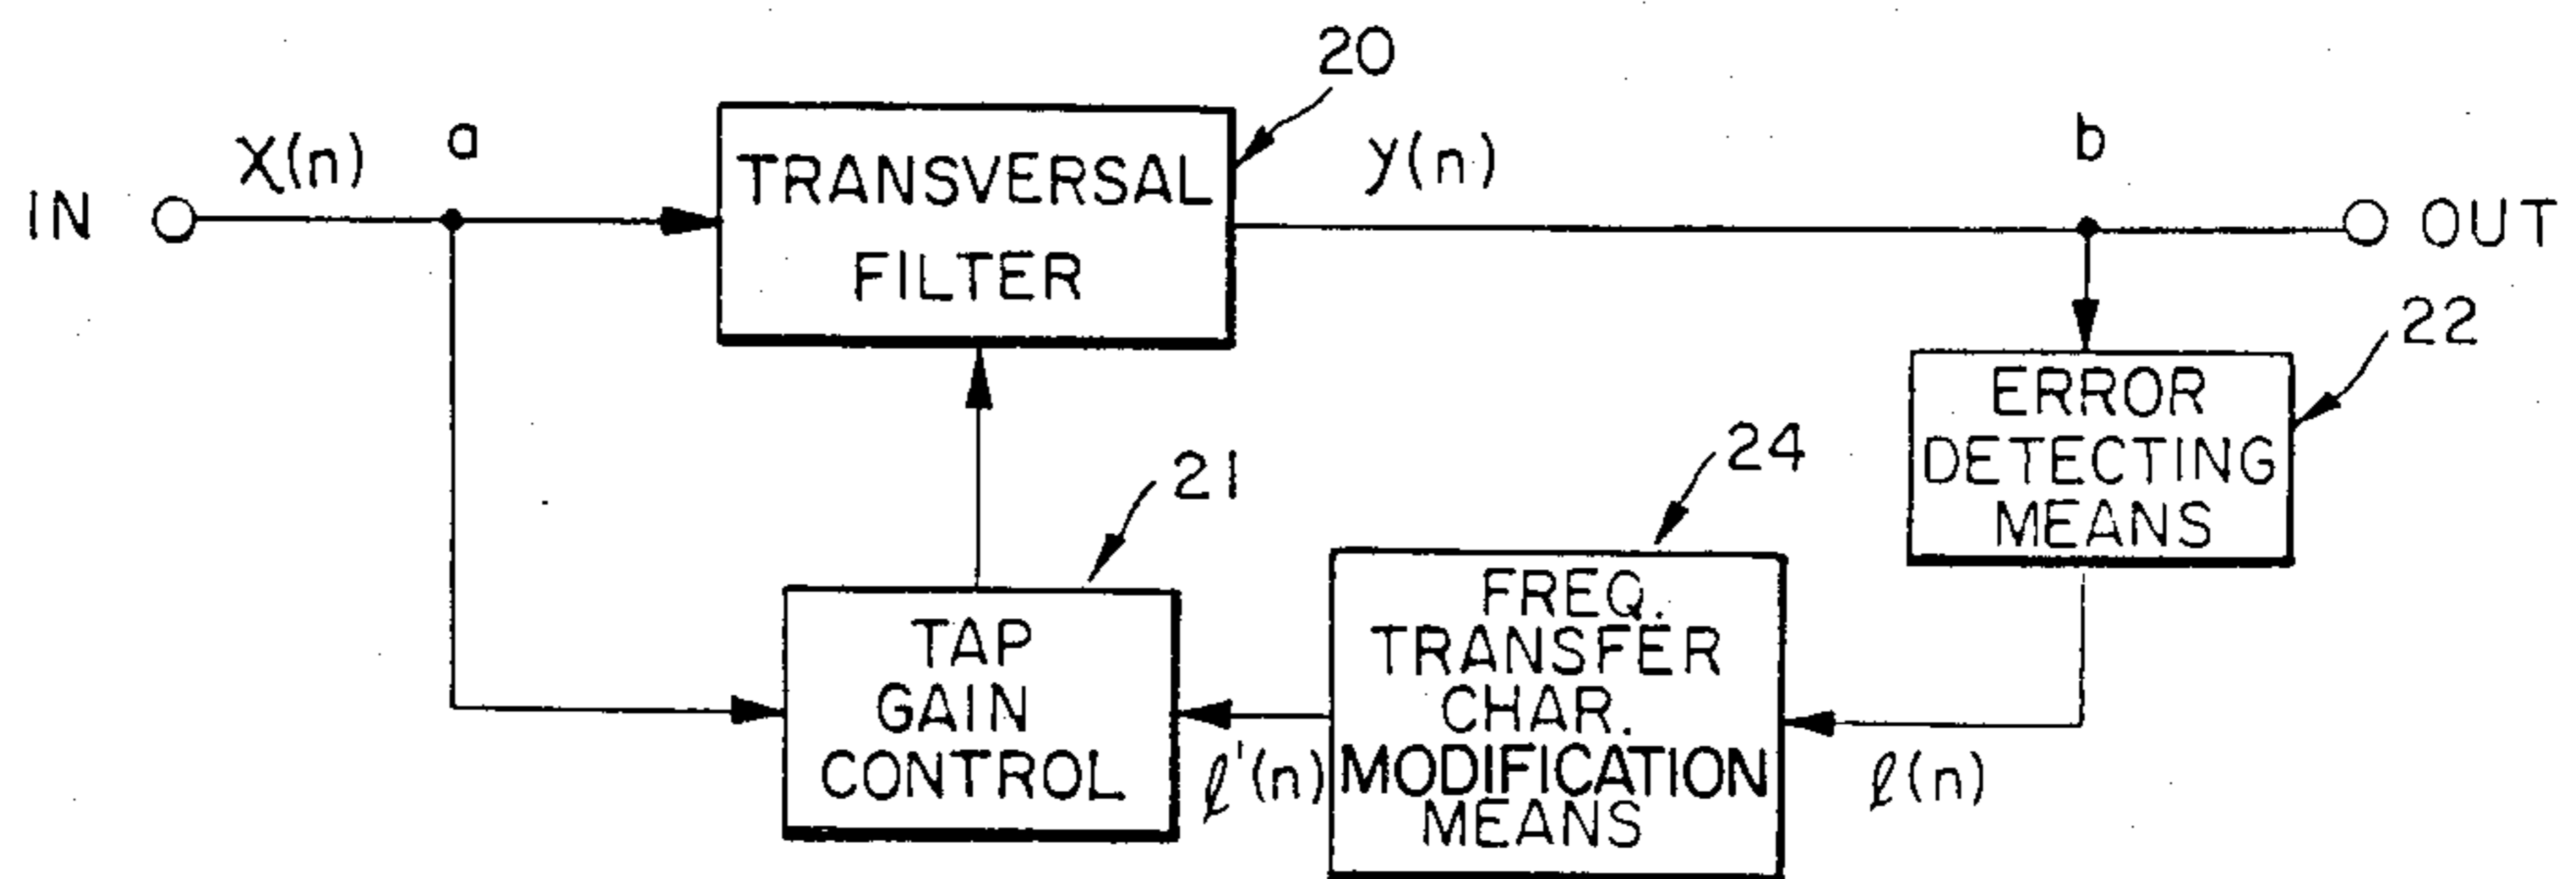 20
IN
X(n)
a
TRANSVERSAL
FILTER
y(n)
b
OUT
22
ERROR
DETECTING
MEANS
24
21
FREQ.
TRANSFER
CHAR.
MODIFICATION
MEANS
TAP
GAIN
CONTROL
ℓ'(n)
ℓ(n)